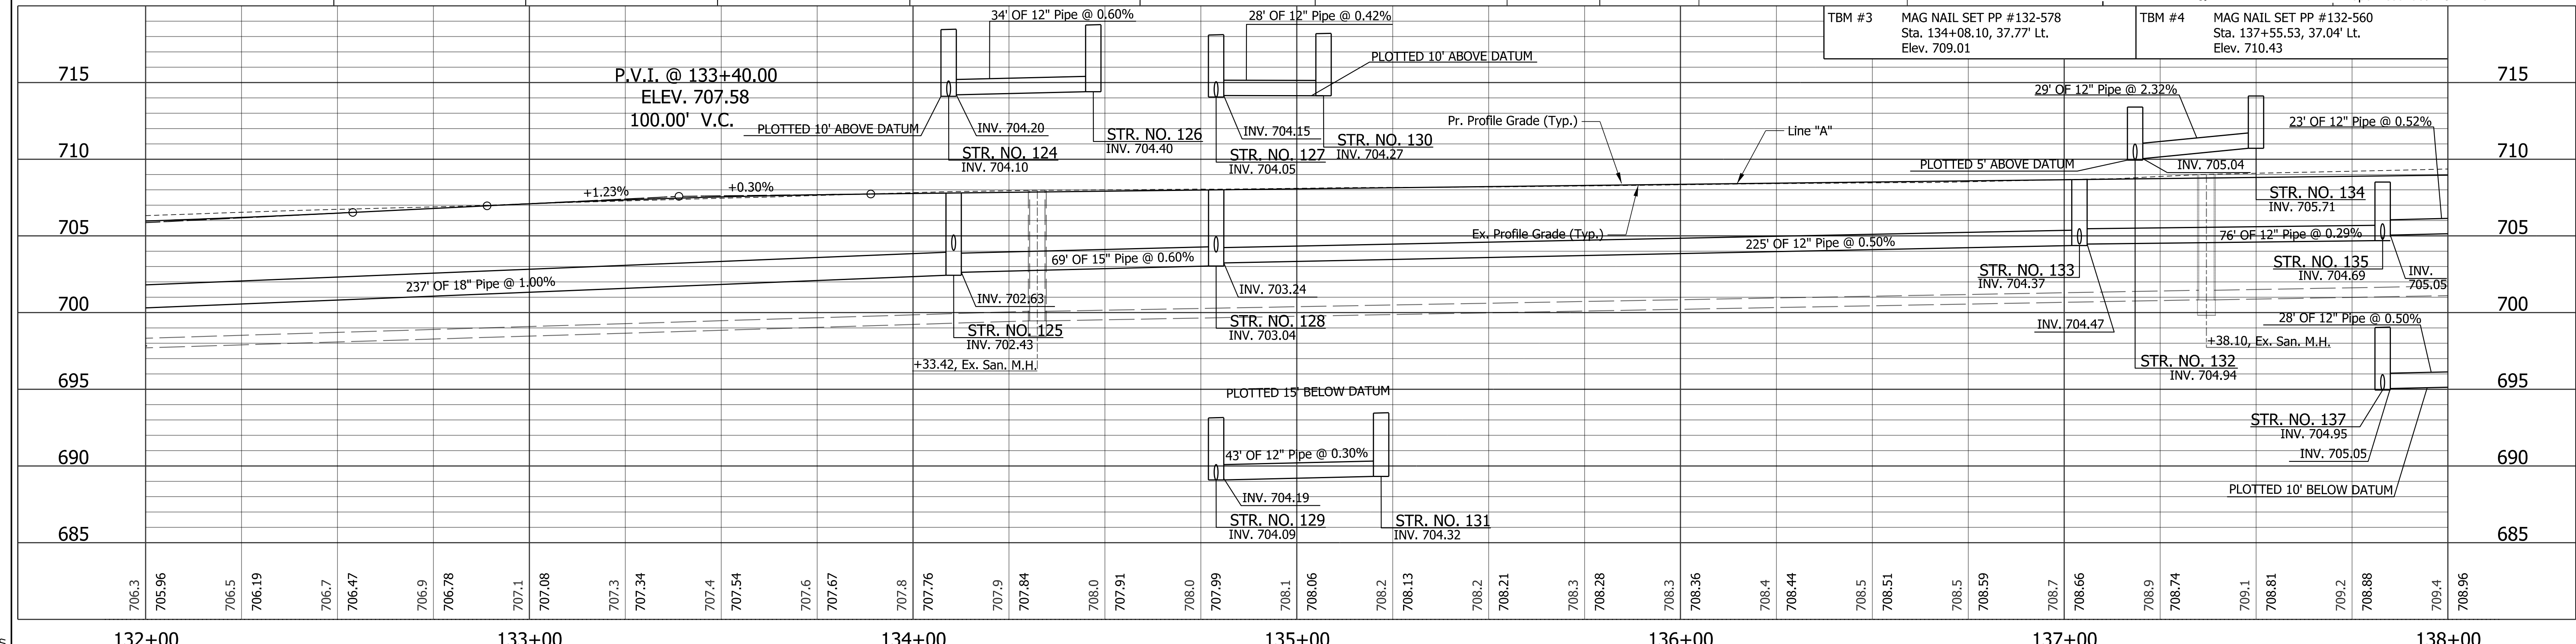 TBM #3 MAG NAIL SET PP #132-578
Sta. 134+08.10, 37.77' Lt.
Elev. 709.01
TBM #4 MAG NAIL SET PP #132-560
Sta. 137+55.53, 37.04' Lt.
Elev. 710.43
715
710
705
700
695
690
685
P.V.I. @ 133+40.00
ELEV. 707.58
100.00' V.C.
+1.23%
+0.30%
34' OF 12" Pipe @ 0.60%
PLOTTED 10' ABOVE DATUM
INV. 704.20
STR. NO. 124
INV. 704.10
STR. NO. 126
INV. 704.40
28' OF 12" Pipe @ 0.42%
PLOTTED 10' ABOVE DATUM
INV. 704.15
STR. NO. 127
INV. 704.05
STR. NO. 130
INV. 704.27
Pr. Profile Grade (Typ.)
Line "A"
Ex. Profile Grade (Typ.)
29' OF 12" Pipe @ 2.32%
PLOTTED 5' ABOVE DATUM
INV. 705.04
23' OF 12" Pipe @ 0.52%
STR. NO. 134
INV. 705.71
237' OF 18" Pipe @ 1.00%
69' OF 15" Pipe @ 0.60%
225' OF 12" Pipe @ 0.50%
76' OF 12" Pipe @ 0.29%
INV. 702.63
STR. NO. 125
INV. 702.43
+33.42, Ex. San. M.H.
INV. 703.24
STR. NO. 128
INV. 703.04
STR. NO. 133
INV. 704.37
INV. 704.47
STR. NO. 135
INV. 704.69
INV.
705.05
28' OF 12" Pipe @ 0.50%
+38.10, Ex. San. M.H.
STR. NO. 132
INV. 704.94
PLOTTED 15' BELOW DATUM
43' OF 12" Pipe @ 0.30%
INV. 704.19
STR. NO. 129
INV. 704.09
STR. NO. 131
INV. 704.32
STR. NO. 137
INV. 704.95
INV. 705.05
PLOTTED 10' BELOW DATUM
715
710
705
700
695
690
685
706.3
705.96
706.5
706.19
706.7
706.47
706.9
706.78
707.1
707.08
707.3
707.34
707.4
707.54
707.6
707.67
707.8
707.76
707.9
707.84
708.0
707.91
708.0
707.99
708.1
708.06
708.2
708.13
708.2
708.21
708.3
708.28
708.3
708.36
708.4
708.44
708.5
708.51
708.5
708.59
708.7
708.66
708.9
708.74
709.1
708.81
709.2
708.88
709.4
708.96
132+00
133+00
134+00
135+00
136+00
137+00
138+00